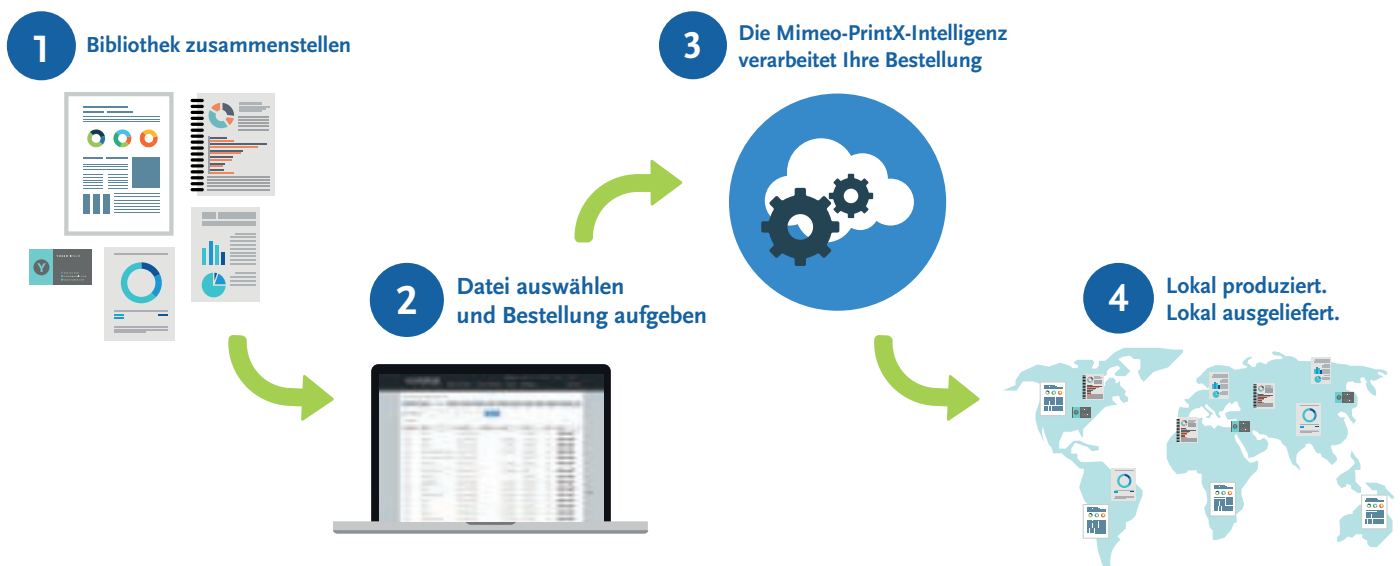 1
Bibliothek zusammenstellen
2
Datei auswählen
und Bestellung aufgeben
3
Die Mimeo-PrintX-Intelligenz
verarbeitet Ihre Bestellung
4
Lokal produziert.
Lokal ausgeliefert.
Y